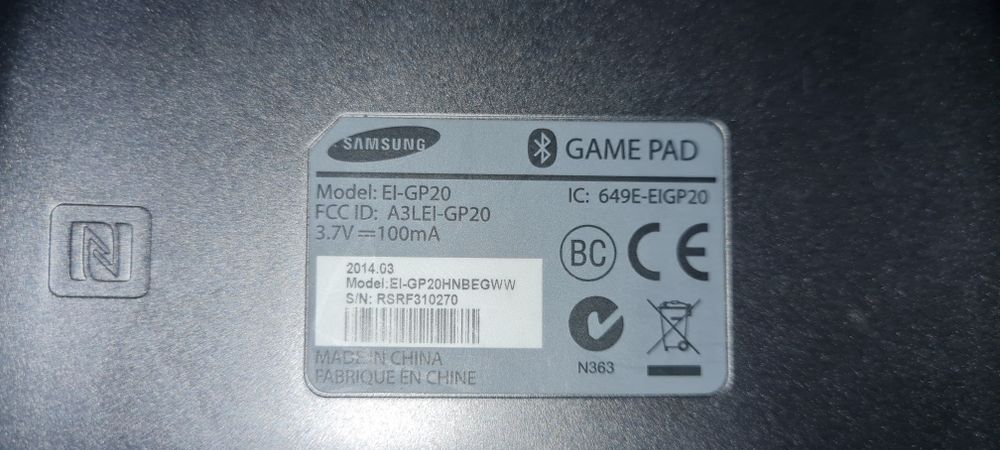 SAMSUNG
GAME PAD
Model: EI-GP20
IC: 649E-EIGP20
FCC ID: A3LEI-GP20
3.7V ⎓ 100mA
BC
CE
2014.03
Model:EI-GP20HNBEGWW
S/N: RSRF310270
N363
MADE IN CHINA
FABRIQUE EN CHINE